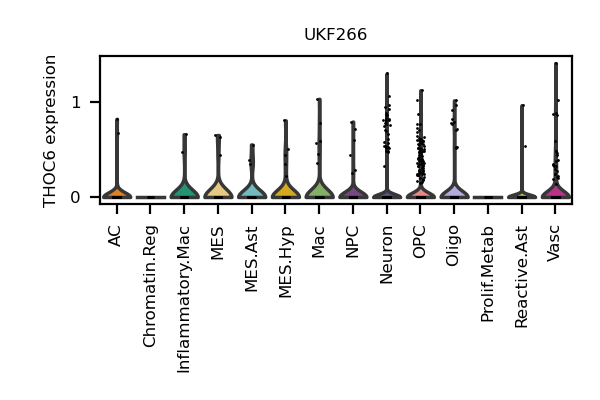 UKF266
THOC6 expression
1
0
AC
Chromatin.Reg
Inflammatory.Mac
MES
MES.Ast
MES.Hyp
Mac
NPC
Neuron
OPC
Oligo
Prolif.Metab
Reactive.Ast
Vasc